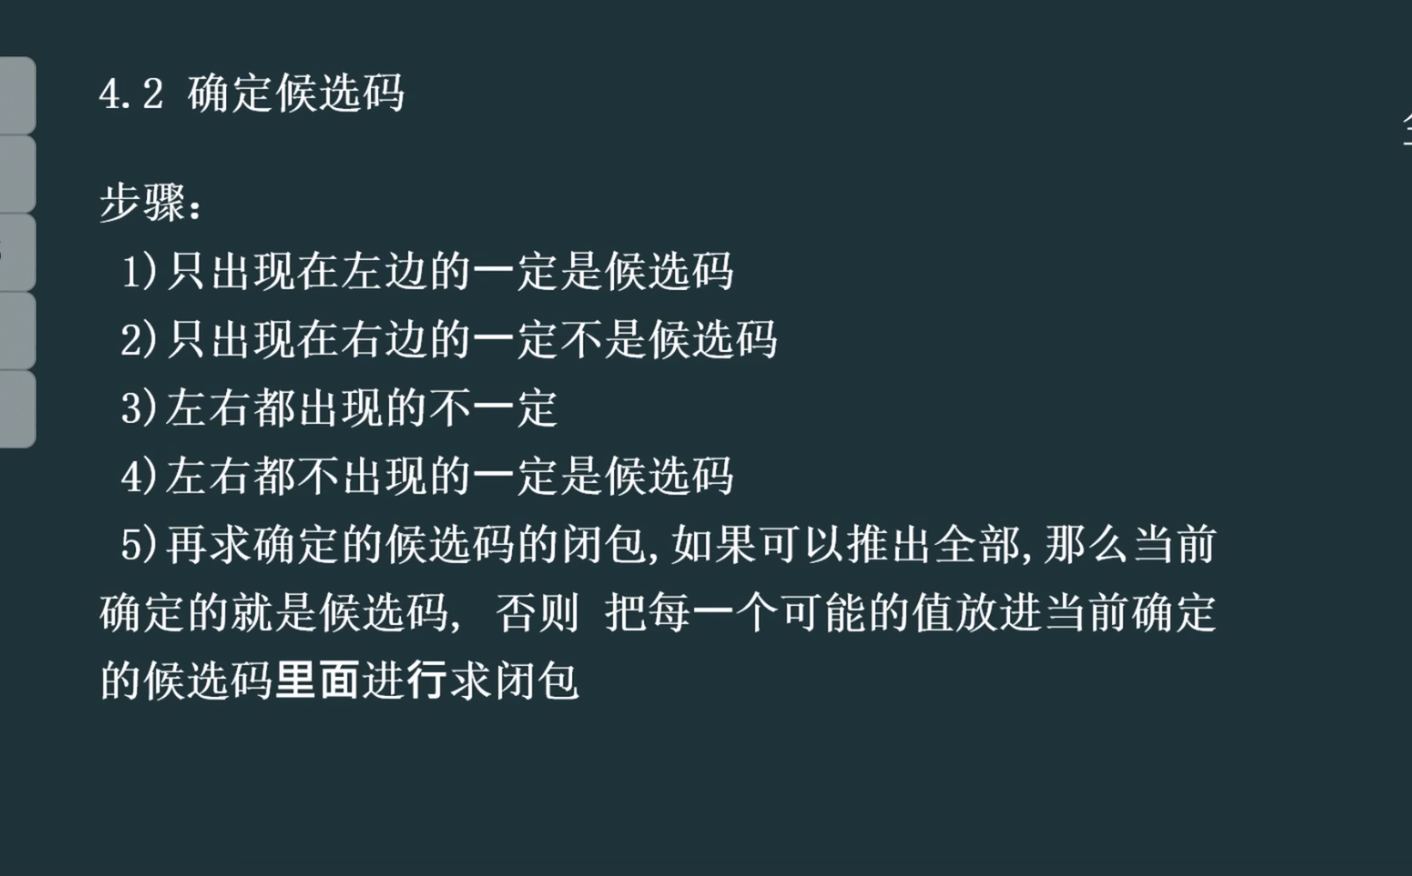 4.2 确定候选码
步骤:
1)只出现在左边的一定是候选码
2)只出现在右边的一定不是候选码
3)左右都出现的不一定
4)左右都不出现的一定是候选码
5)再求确定的候选码的闭包,如果可以推出全部,那么当前
确定的就是候选码, 否则 把每一个可能的值放进当前确定
的候选码里面进行求闭包